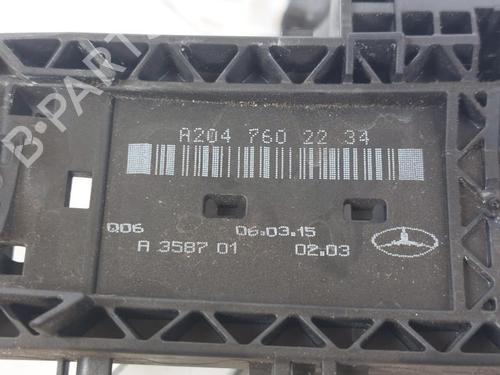 A204 760 22 34
Q06 06.03.15
A 3587 01 02.03
B-PARTS